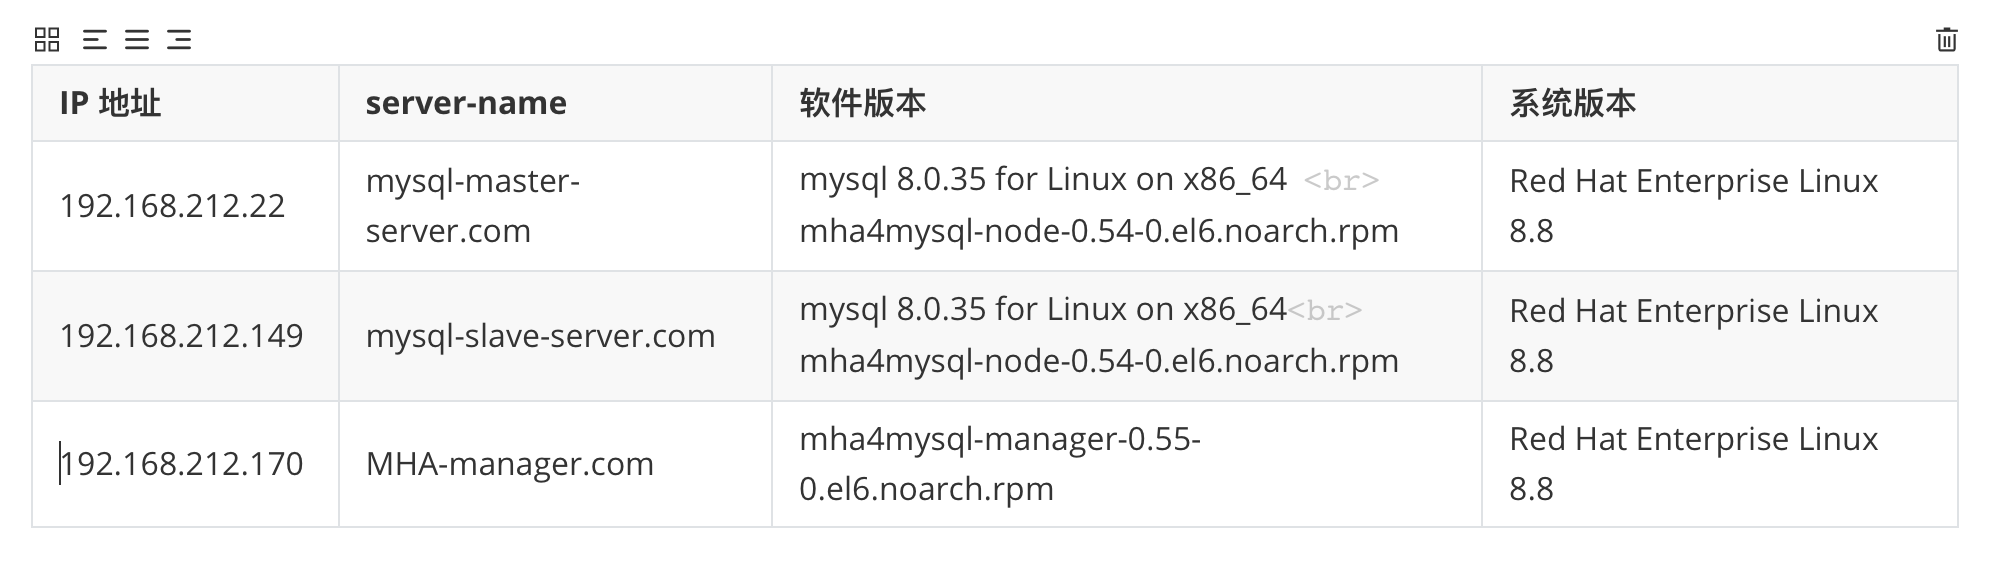 IP 地址 server-name 软件版本 系统版本
192.168.212.22
mysql-master-
server.com
mysql 8.0.35 for Linux on x86_64 <br>
mha4mysql-node-0.54-0.el6.noarch.rpm
Red Hat Enterprise Linux
8.8
192.168.212.149
mysql-slave-server.com
mysql 8.0.35 for Linux on x86_64<br>
mha4mysql-node-0.54-0.el6.noarch.rpm
Red Hat Enterprise Linux
8.8
192.168.212.170
MHA-manager.com
mha4mysql-manager-0.55-
0.el6.noarch.rpm
Red Hat Enterprise Linux
8.8